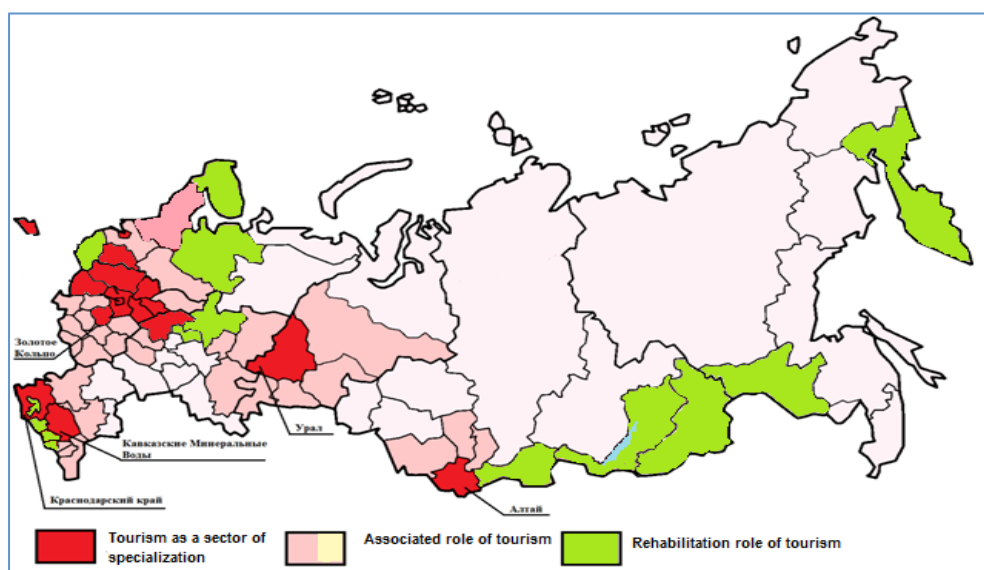 Золотое
Кольцо
Урал
Кавказские Минеральные
Воды
Краснодарский край
Алтай
Tourism as a sector of
specialization
Associated role of tourism
Rehabilitation role of tourism